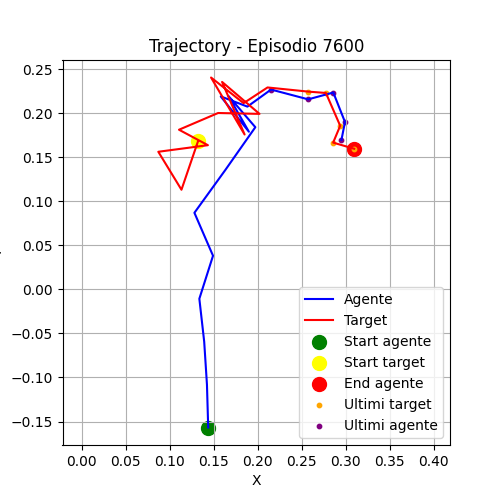 Trajectory - Episodio 7600
0.25
0.20
0.15
0.10
0.05
0.00
−0.05
−0.10
−0.15
0.00 0.05 0.10 0.15 0.20 0.25 0.30 0.35 0.40
X
Agente
Target
Start agente
Start target
End agente
Ultimi target
Ultimi agente